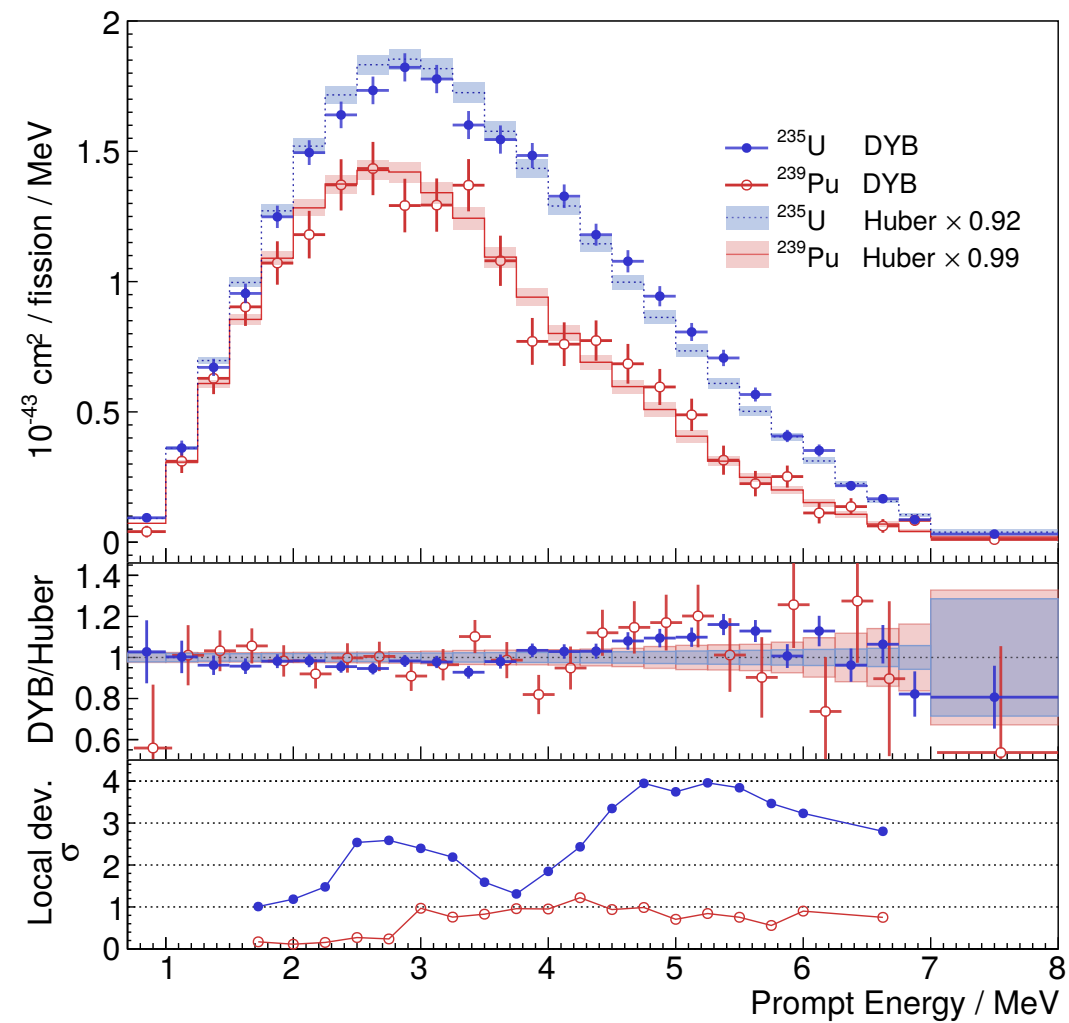 10⁻⁴³ cm² / fission / MeV
2
1.5
1
0.5
0
²³⁵U DYB
²³⁹Pu DYB
²³⁵U Huber × 0.92
²³⁹Pu Huber × 0.99
DYB/Huber
1.4
1.2
1
0.8
0.6
Local dev.
σ
4
3
2
1
0
1 2 3 4 5 6 7 8
Prompt Energy / MeV